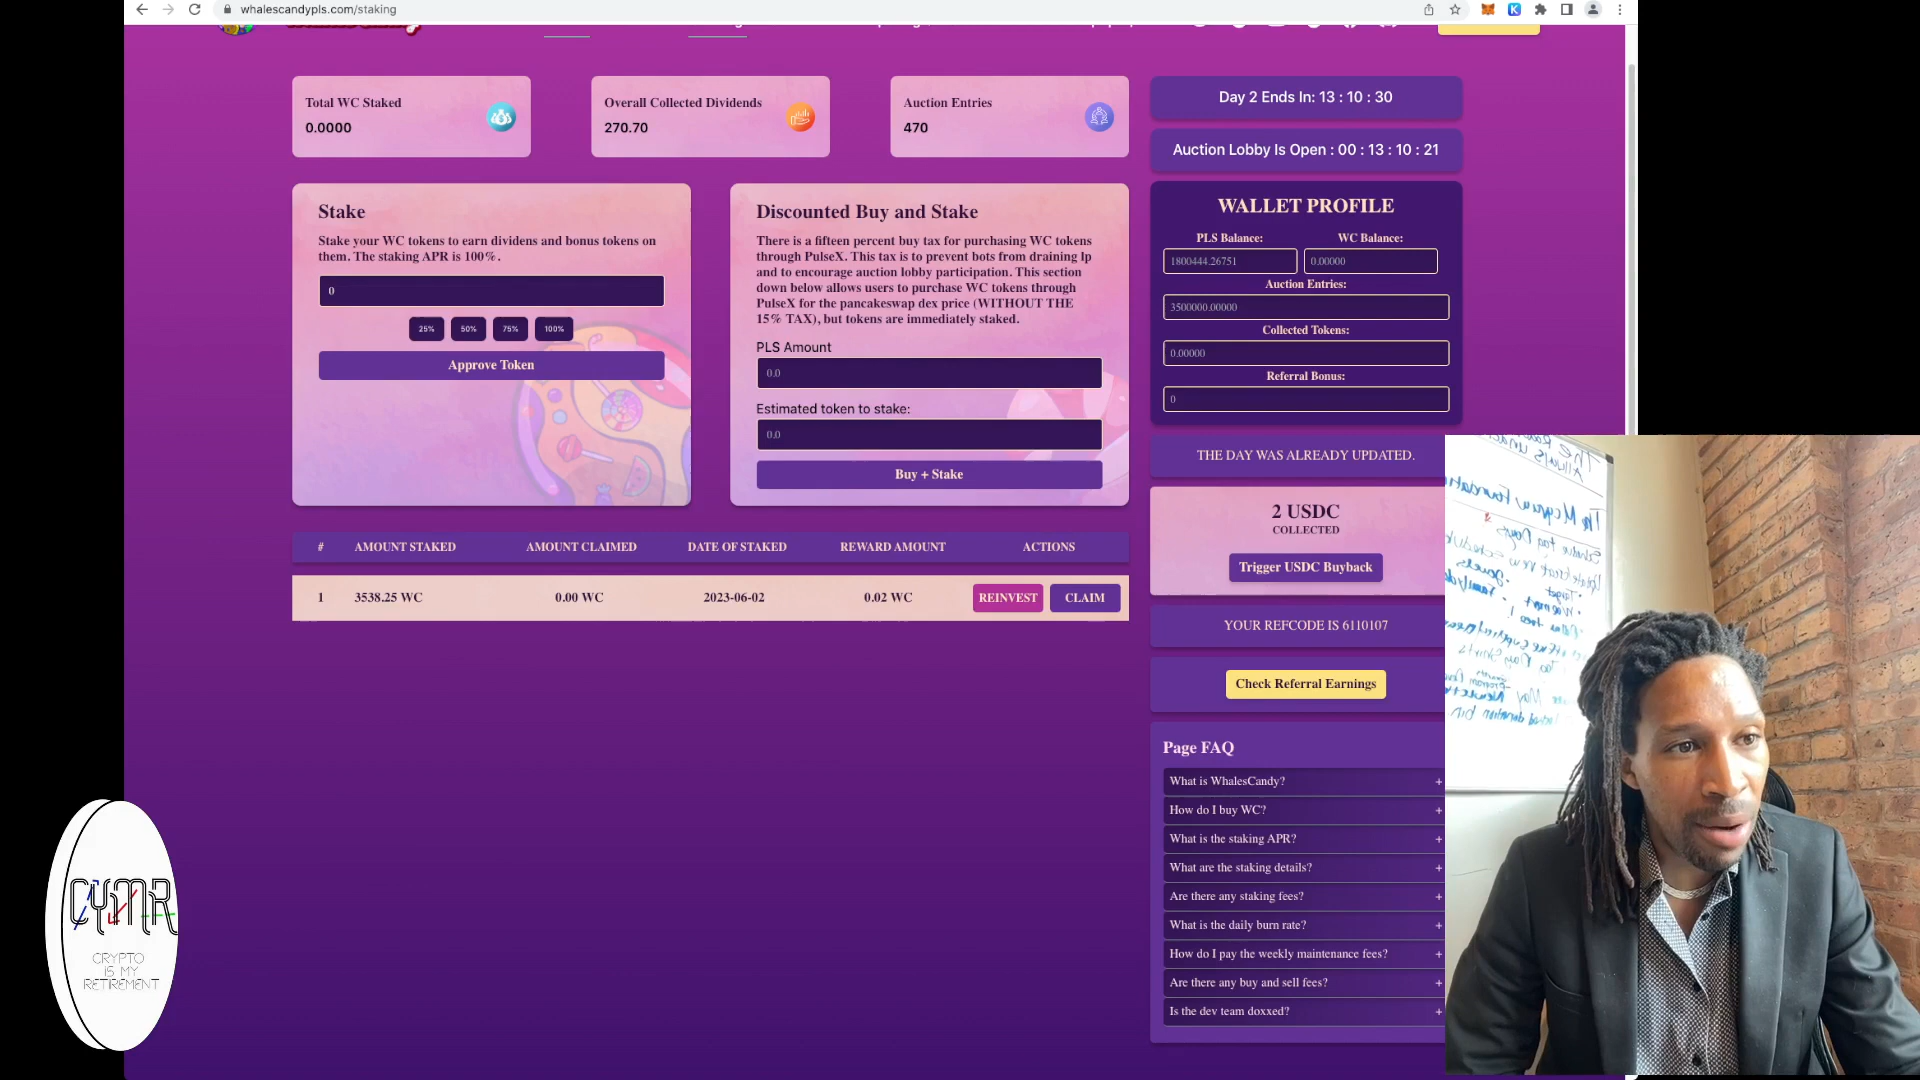 whalescandypls.com/staking
Total WC Staked
0.0000
Overall Collected Dividends
270.70
Auction Entries
470
Day 2 Ends In: 13 : 10 : 30
Auction Lobby Is Open : 00 : 13 : 10 : 21
Stake
Stake your WC tokens to earn dividens and bonus tokens on
them. The staking APR is 100%.
0
25%
50%
75%
100%
Approve Token
Discounted Buy and Stake
There is a fifteen percent buy tax for purchasing WC tokens
through PulseX. This tax is to prevent bots from draining lp
and to encourage auction lobby participation. This section
down below allows users to purchase WC tokens through
PulseX for the pancakeswap dex price (WITHOUT THE
15% TAX), but tokens are immediately staked.
PLS Amount
0.0
Estimated token to stake:
0.0
Buy + Stake
WALLET PROFILE
PLS Balance: WC Balance:
1800444.26751 0.00000
Auction Entries:
3500000.00000
Collected Tokens:
0.00000
Referral Bonus:
0
THE DAY WAS ALREADY UPDATED.
2 USDC
COLLECTED
Trigger USDC Buyback
YOUR REFCODE IS 6110107
Check Referral Earnings
# AMOUNT STAKED AMOUNT CLAIMED DATE OF STAKED REWARD AMOUNT ACTIONS
1 3538.25 WC 0.00 WC 2023-06-02 0.02 WC REINVEST CLAIM
Page FAQ
What is WhalesCandy? +
How do I buy WC? +
What is the staking APR? +
What are the staking details? +
Are there any staking fees? +
What is the daily burn rate? +
How do I pay the weekly maintenance fees? +
Are there any buy and sell fees? +
Is the dev team doxxed? +
CYMR
CRYPTO
IS MY
RETIREMENT